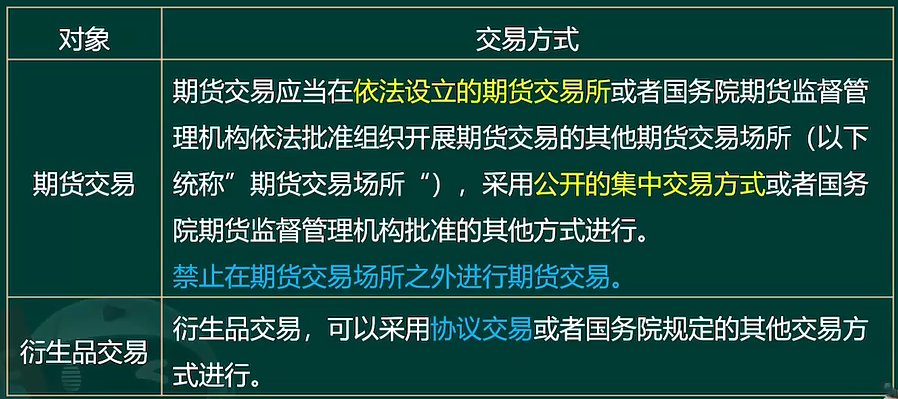 对象
交易方式
期货交易
期货交易应当在依法设立的期货交易所或者国务院期货监督管
理机构依法批准组织开展期货交易的其他期货交易场所（以下
统称”期货交易场所“），采用公开的集中交易方式或者国务
院期货监督管理机构批准的其他方式进行。
禁止在期货交易场所之外进行期货交易。
衍生品交易
衍生品交易，可以采用协议交易或者国务院规定的其他交易方
式进行。